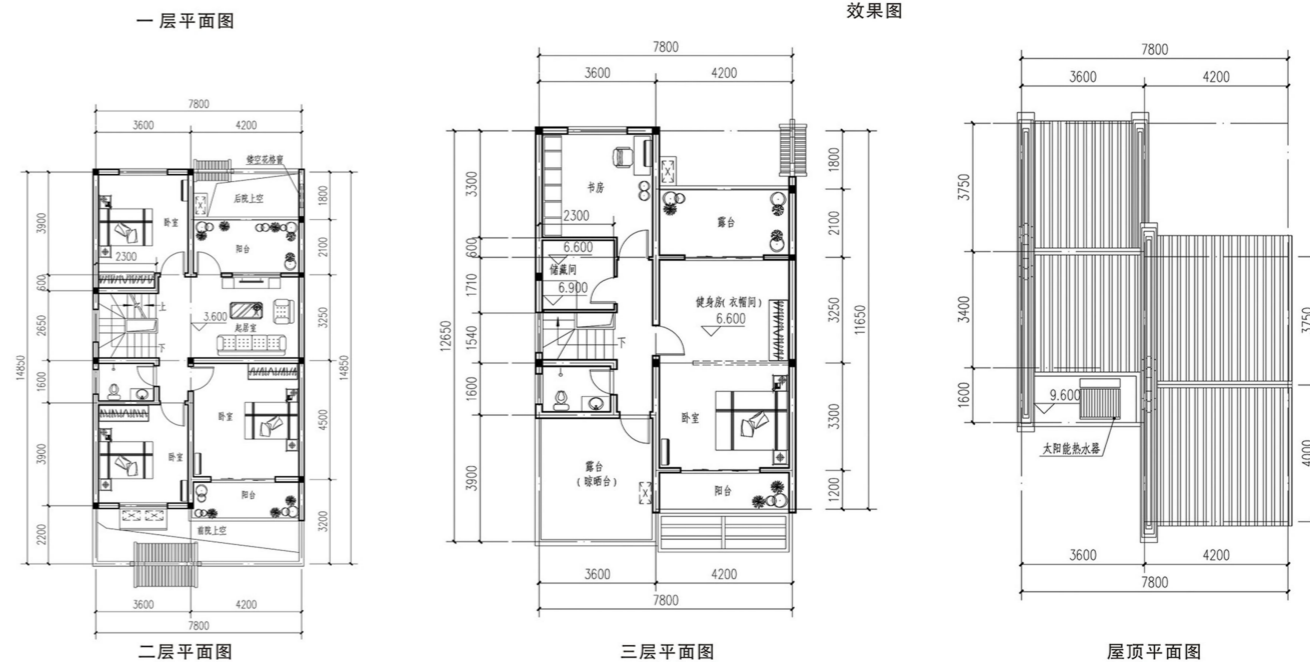 一层平面图
效果图
7800
3600
4200
镂空花格窗
后院上空
卧室
阳台
2300
上
3.600
起居室
下
卧室
卧室
阳台
前院上空
14850
3900
600
2650
1600
3900
2200
1800
2100
3250
4500
3200
14850
3600
4200
7800
二层平面图
7800
3600
4200
书房
2300
露台
6.600
储藏间
6.900
健身房(衣帽间)
6.600
下
卧室
露台
(晾晒台)
阳台
12650
3300
600
1710
1540
1600
3900
1800
2100
3250
3300
1200
11650
3600
4200
7800
三层平面图
7800
3600
4200
3750
3400
1600
9.600
太阳能热水器
3750
4000
3600
4200
7800
屋顶平面图